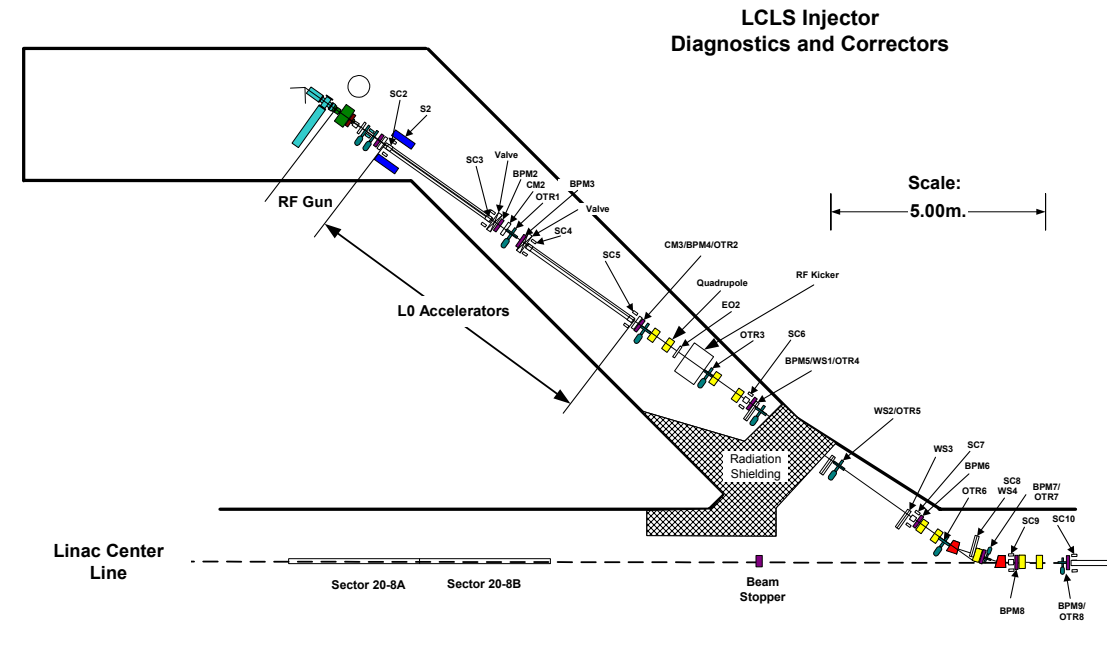 LCLS Injector
Diagnostics and Correctors
SC2
S2
SC3
Valve
BPM2
CM2
OTR1
BPM3
Valve
SC4
RF Gun
Scale:
5.00m.
L0 Accelerators
SC5
CM3/BPM4/OTR2
Quadrupole
RF Kicker
EO2
OTR3
SC6
BPM5/WS1/OTR4
WS2/OTR5
Radiation
Shielding
WS3
SC7
BPM6
OTR6
SC8
WS4
BPM7/
OTR7
SC9
SC10
Linac Center
Line
Sector 20-8A
Sector 20-8B
Beam
Stopper
BPM8
BPM9/
OTR8